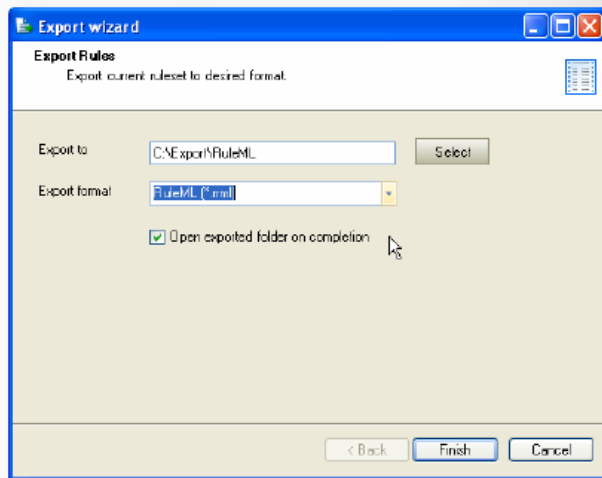 Export wizard
Export Rules
Export current ruleset to desired format.
Export to
C:\Export\RuleML
Select
Export format
RuleML (*.rml)
Open exported folder on completion
< Back
Finish
Cancel